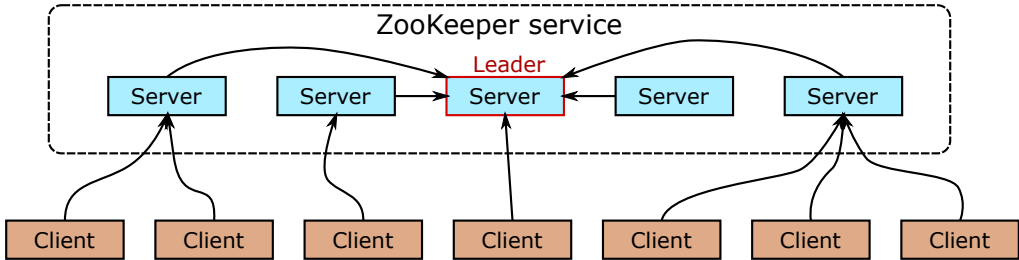 ZooKeeper service
Leader
Server
Server
Server
Server
Server
Client
Client
Client
Client
Client
Client
Client